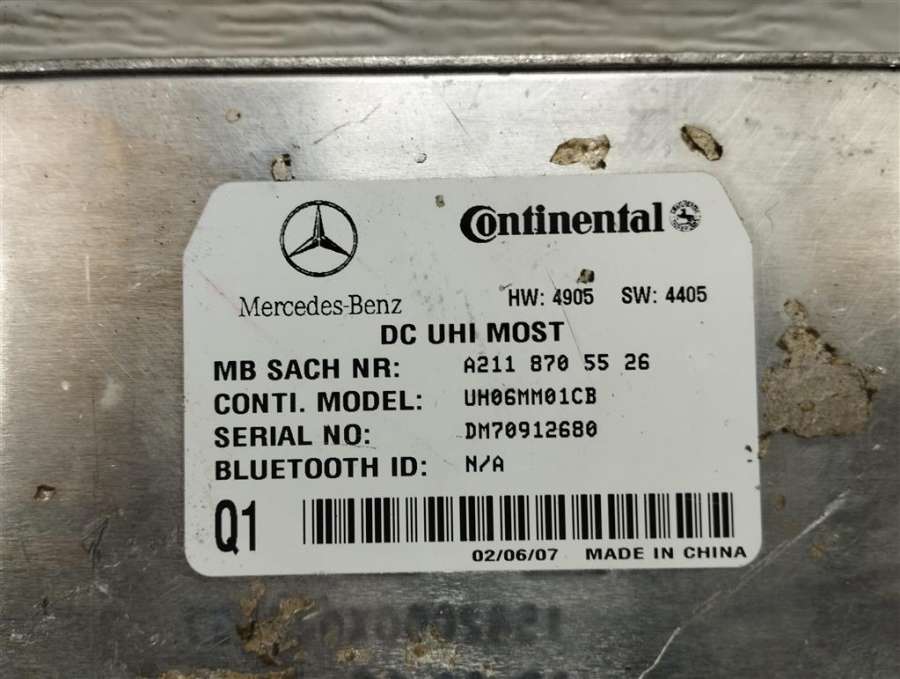 Mercedes-Benz
Continental
HW: 4905 SW: 4405
DC UHI MOST
MB SACH NR: A211 870 55 26
CONTI. MODEL: UH06MM01CB
SERIAL NO: DM70912680
BLUETOOTH ID: N/A
Q1
02/06/07 MADE IN CHINA